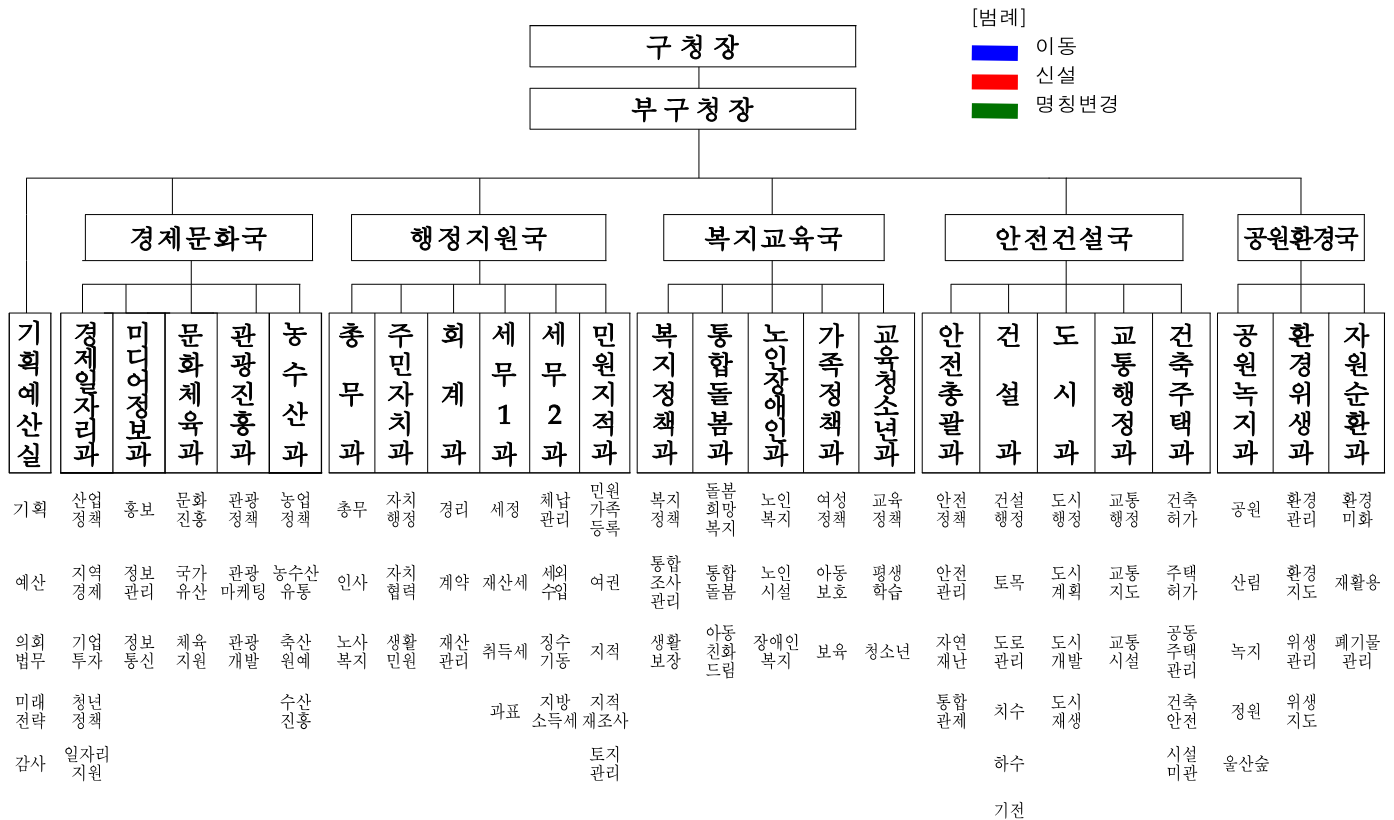 [범례]
이동
신설
명칭변경
구청장
부구청장
경제문화국
행정지원국
복지교육국
안전건설국
공원환경국
기획예산실
경제일자리과
미디어정보과
문화체육과
관광진흥과
농수산과
총무과
주민자치과
회계과
세무1과
세무2과
민원지적과
복지정책과
통합돌봄과
노인장애인과
가족정책과
교육청소년과
안전총괄과
건설과
도시과
교통행정과
건축주택과
공원녹지과
환경위생과
자원순환과
기획
예산
의회
법무
미래
전략
감사
산업
정책
지역
경제
기업
투자
청년
정책
일자리
지원
홍보
정보
관리
정보
통신
문화
진흥
국가
유산
체육
지원
관광
정책
관광
마케팅
관광
개발
농업
정책
농수산
유통
축산
원예
수산
진흥
총무
인사
노사
복지
자치
행정
자치
협력
생활
민원
경리
계약
재산
관리
세정
재산세
취득세
과표
체납
관리
세외
수입
징수
기동
지방
소득세
민원
가족
등록
여권
지적
지적
재조사
토지
관리
복지
정책
통합
조사
관리
생활
보장
돌봄
희망
복지
통합
돌봄
아동
친화
드림
노인
복지
노인
시설
장애인
복지
여성
정책
아동
보호
보육
교육
정책
평생
학습
청소년
안전
정책
안전
관리
자연
재난
통합
관제
건설
행정
토목
도로
관리
치수
하수
기전
도시
행정
도시
계획
도시
개발
도시
재생
교통
행정
교통
지도
교통
시설
건축
허가
주택
허가
공동
주택
관리
건축
안전
시설
미관
공원
산림
녹지
정원
울산숲
환경
관리
환경
지도
위생
관리
위생
지도
환경
미화
재활용
폐기물
관리